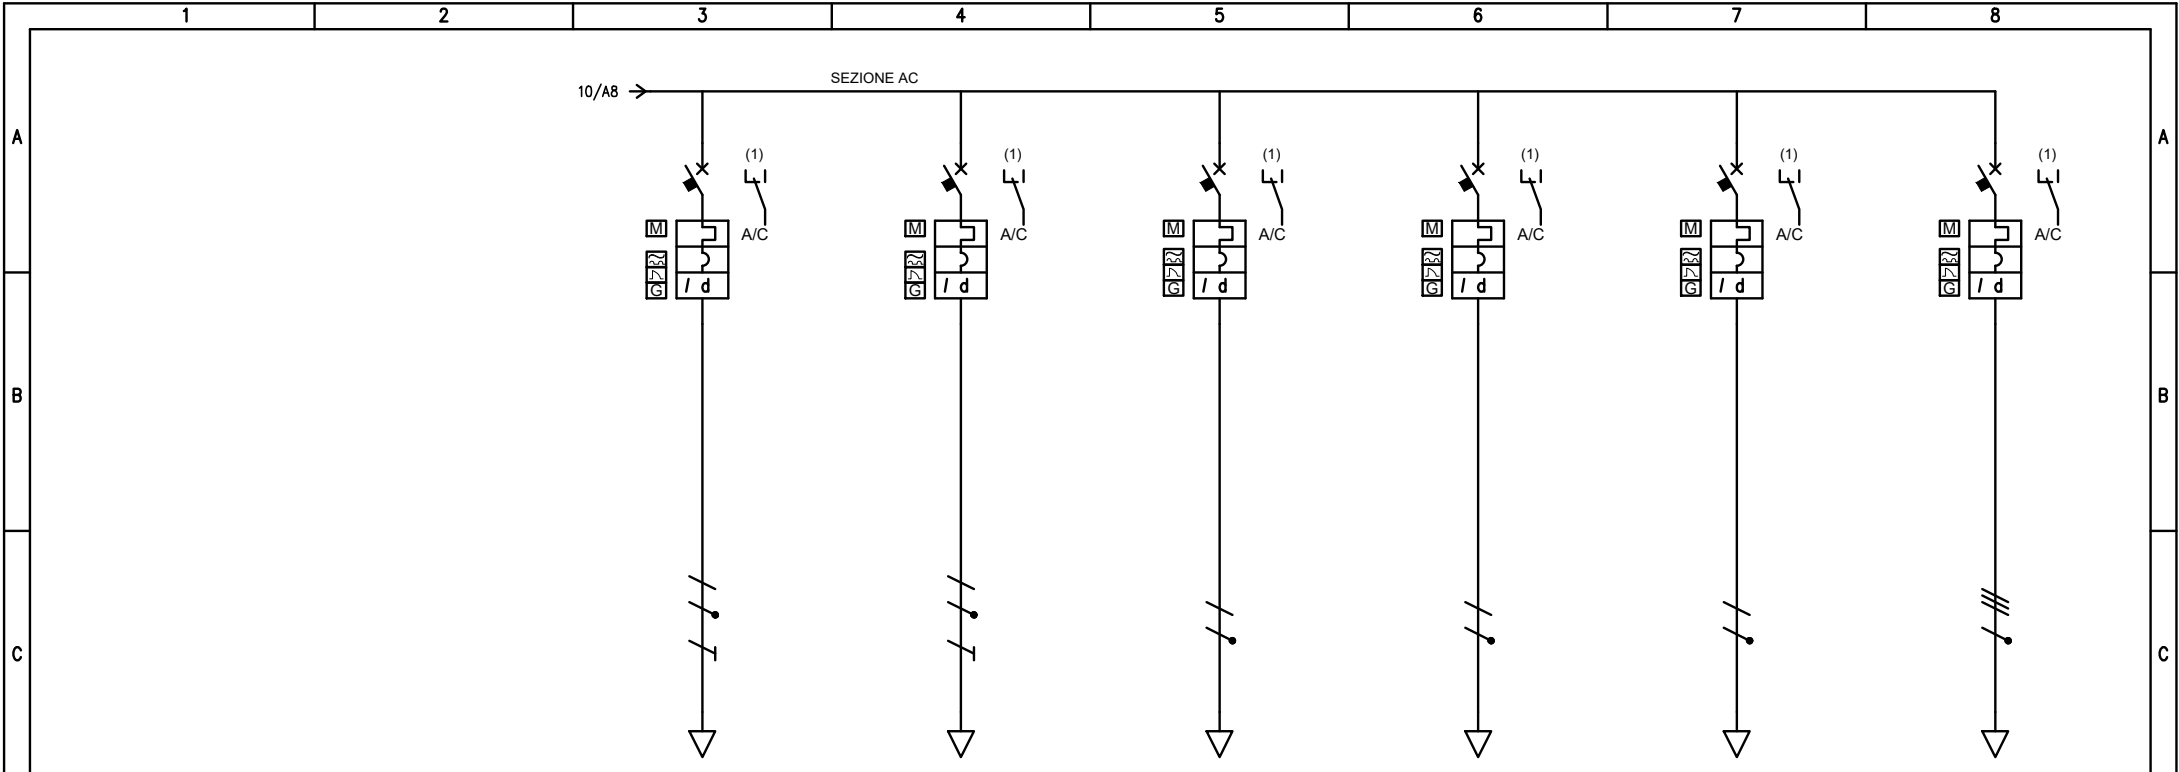 1 2 3 4 5 6 7 8
SEZIONE AC
10/A8
A A
(1) (1) (1) (1) (1) (1)
M A/C M A/C M A/C M A/C M A/C M A/C
G I d G I d G I d G I d G I d G I d
B B
C C